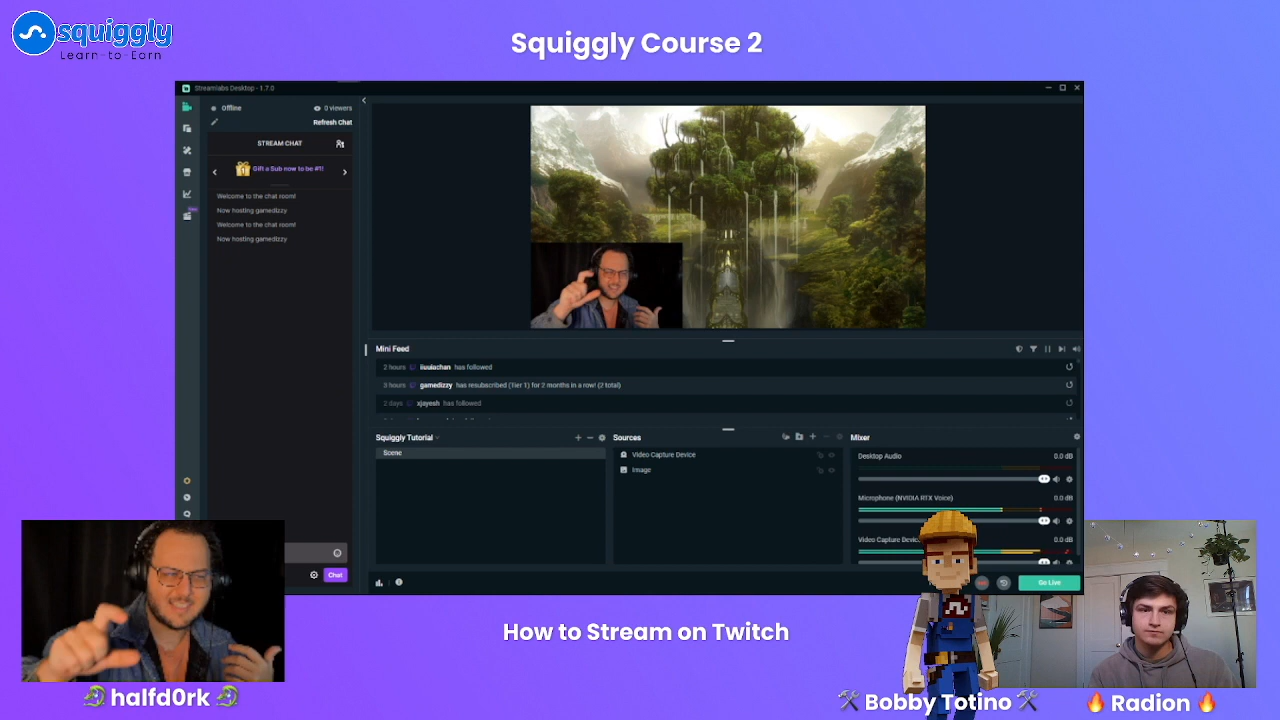 squiggly
Learn-to-Earn
Squiggly Course 2
Streamlabs Desktop - 1.7.0
Offline
0 viewers
Refresh Chat
STREAM CHAT
Gift a Sub now to be #1!
Welcome to the chat room!
Now hosting gamedizzy
Welcome to the chat room!
Now hosting gamedizzy
Chat
Mini Feed
2 hours iiuuiachan has followed
3 hours gamedizzy has resubscribed (Tier 1) for 2 months in a row! (2 total)
2 days xjayesh has followed
Squiggly Tutorial
Scene
Sources
Video Capture Device
Image
Mixer
Desktop Audio 0.0 dB
Microphone (NVIDIA RTX Voice) 0.0 dB
Video Capture 0.0 dB
Go Live
How to Stream on Twitch
halfd0rk
Bobby Totino
Radion